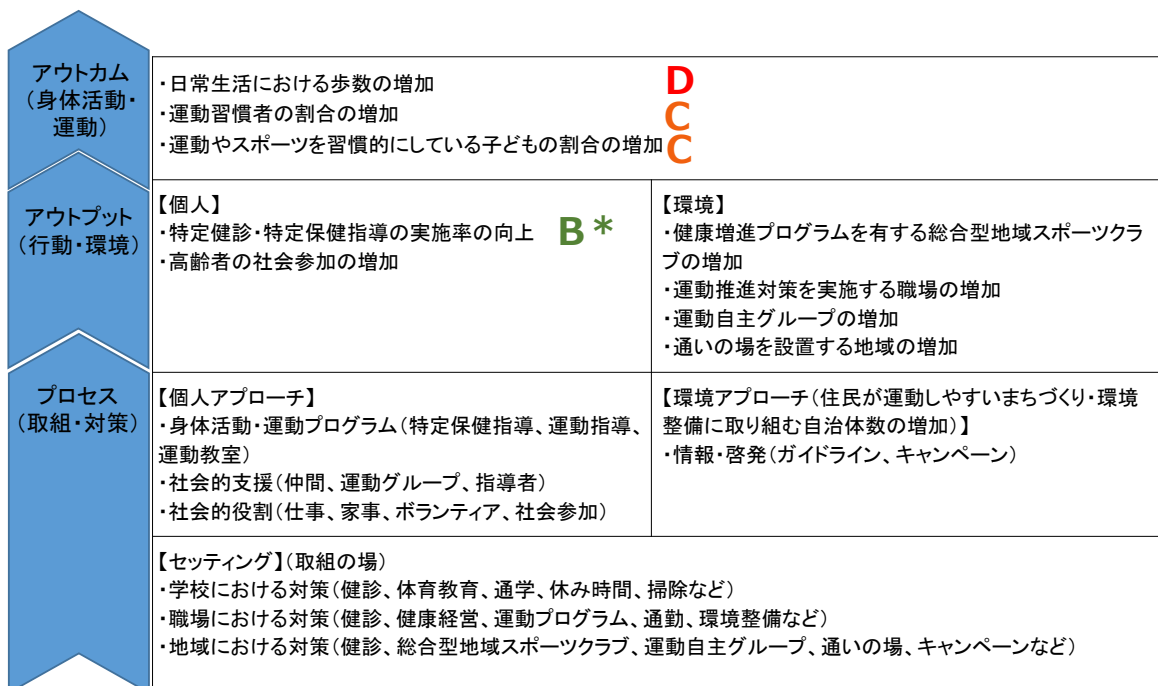 アウトカム
(身体活動・
運動)
・日常生活における歩数の増加 D
・運動習慣者の割合の増加 C
・運動やスポーツを習慣的にしている子どもの割合の増加 C
アウトプット
(行動・環境)
【個人】
・特定健診・特定保健指導の実施率の向上 B*
・高齢者の社会参加の増加
【環境】
・健康増進プログラムを有する総合型地域スポーツクラ
ブの増加
・運動推進対策を実施する職場の増加
・運動自主グループの増加
・通いの場を設置する地域の増加
プロセス
(取組・対策)
【個人アプローチ】
・身体活動・運動プログラム(特定保健指導、運動指導、
運動教室)
・社会的支援(仲間、運動グループ、指導者)
・社会的役割(仕事、家事、ボランティア、社会参加)
【環境アプローチ(住民が運動しやすいまちづくり・環境
整備に取り組む自治体数の増加)】
・情報・啓発(ガイドライン、キャンペーン)
【セッティング】(取組の場)
・学校における対策(健診、体育教育、通学、休み時間、掃除など)
・職場における対策(健診、健康経営、運動プログラム、通勤、環境整備など)
・地域における対策(健診、総合型地域スポーツクラブ、運動自主グループ、通いの場、キャンペーンなど)